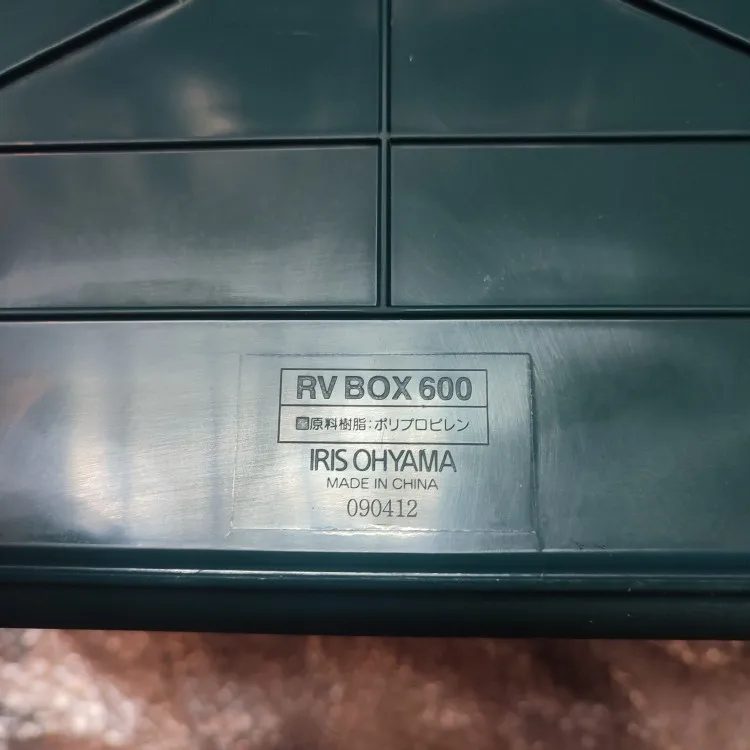 RV BOX 600
原料樹脂:ポリプロピレン
IRIS OHYAMA
MADE IN CHINA
090412